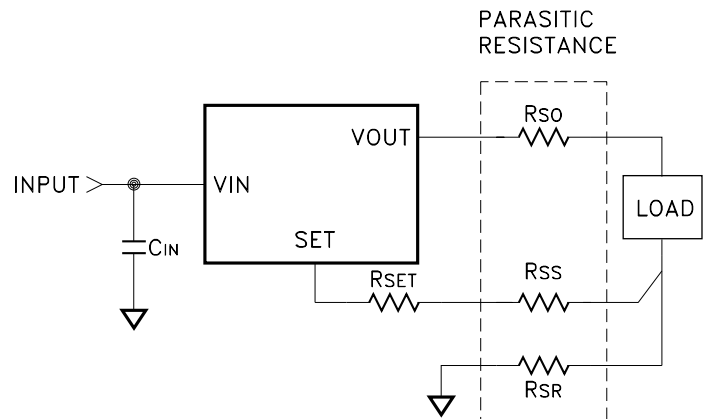 PARASITIC
RESISTANCE
RSO
VOUT
INPUT
VIN
LOAD
SET
CIN
RSET
RSS
RSR